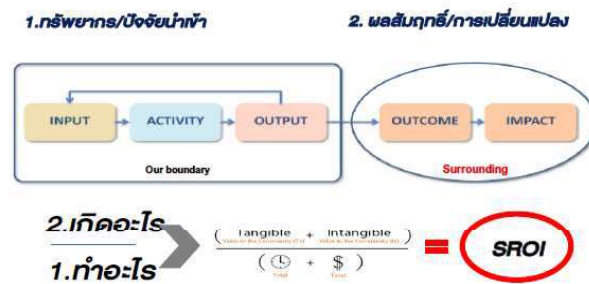 1.ทรัพยากร/ปัจจัยนำเข้า
2. ผลสัมฤทธิ์/การเปลี่ยนแปลง
INPUT
ACTIVITY
OUTPUT
OUTCOME
IMPACT
Our boundary
Surrounding
2.เกิดอะไร
1.ทำอะไร
( Tangible + Intangible )
( + $ )
=
SROI